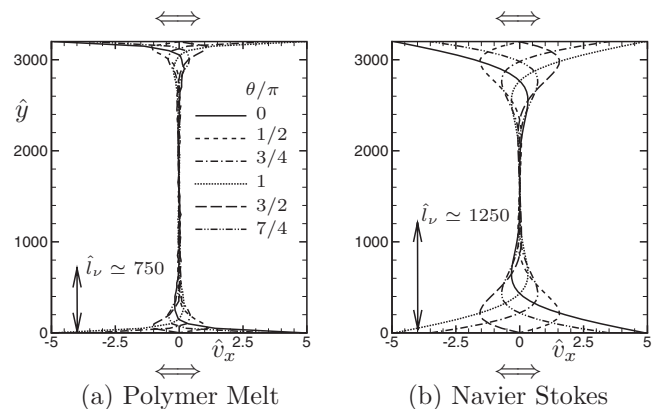 3200
ŷ
θ/π
0
1/2
3/4
1
3/2
7/4
2000
1000
l̂ν ≃ 750
0
-5 -2.5 0 v̂x 2.5 5
(a) Polymer Melt
3000
2000
1000
l̂ν ≃ 1250
0
-5 -2.5 0 v̂x 2.5 5
(b) Navier Stokes